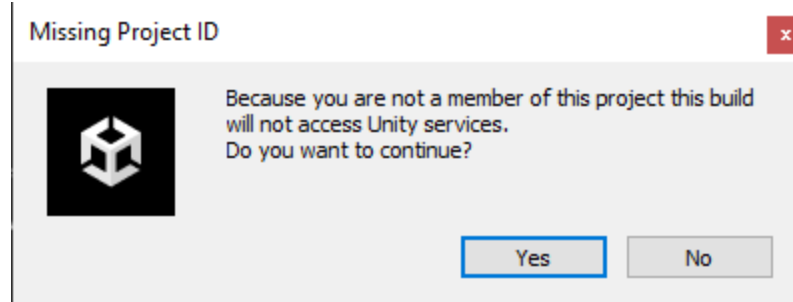 Missing Project ID
x
Because you are not a member of this project this build
will not access Unity services.
Do you want to continue?
Yes
No